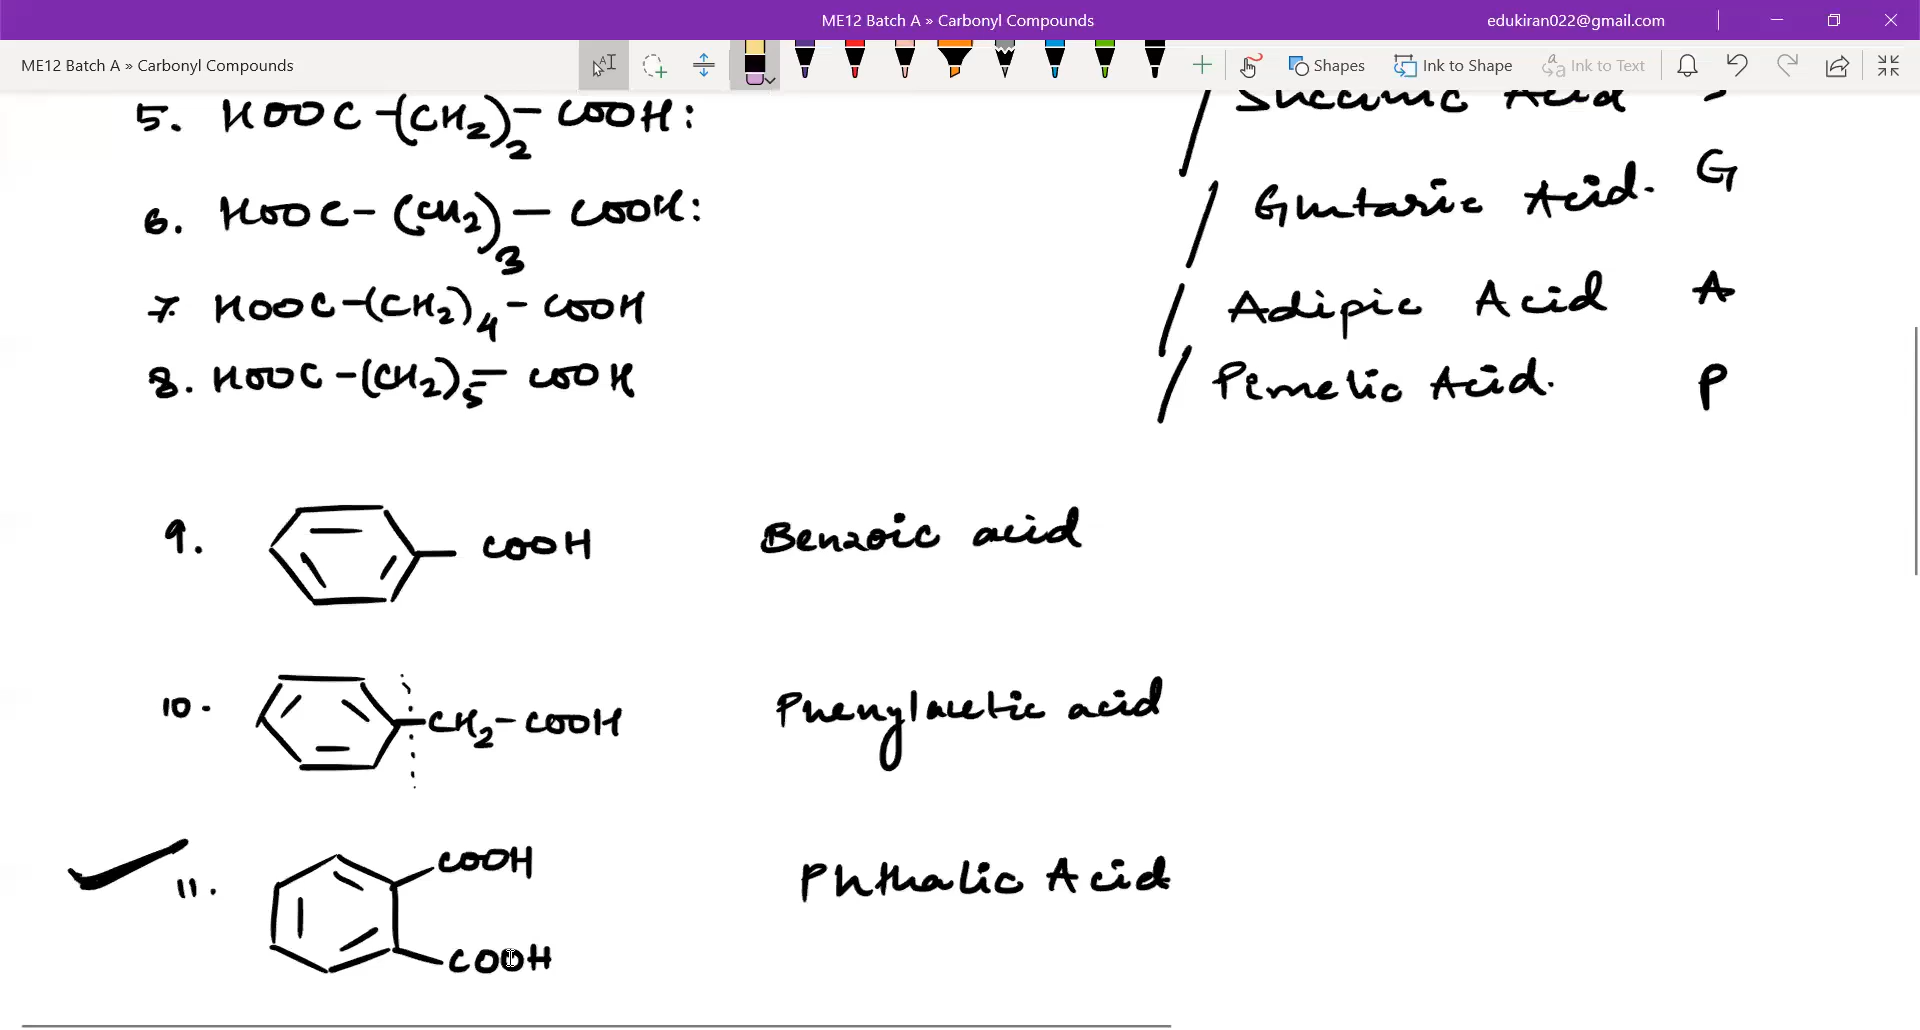 ME12 Batch A » Carbonyl Compounds
edukiran022@gmail.com
ME12 Batch A » Carbonyl Compounds
Shapes
Ink to Shape
Ink to Text
5. HOOC-(CH2)2-COOH: / Succinic Acid S
6. HOOC-(CH2)3-COOH: / Glutaric Acid. G
7. HOOC-(CH2)4-COOH / Adipic Acid A
8. HOOC-(CH2)5-COOH / Pimelic Acid. P
9. COOH Benzoic acid
10. CH2-COOH Phenylacetic acid
11. COOH Phthalic Acid
COOH